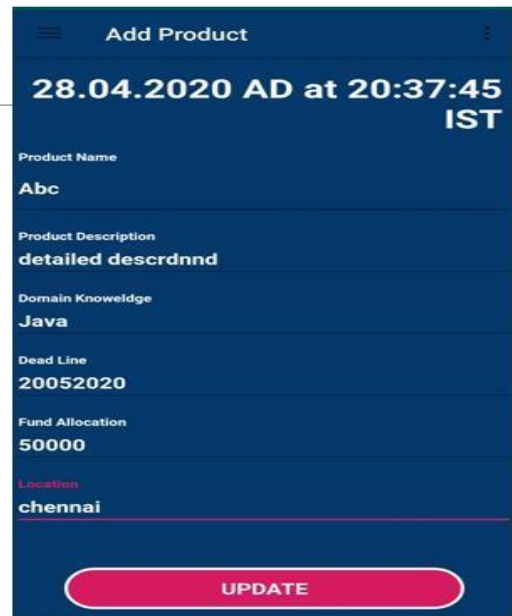 Add Product
28.04.2020 AD at 20:37:45
IST
Product Name
Abc
Product Description
detailed descrdnnd
Domain Knoweldge
Java
Dead Line
20052020
Fund Allocation
50000
Location
chennai
UPDATE